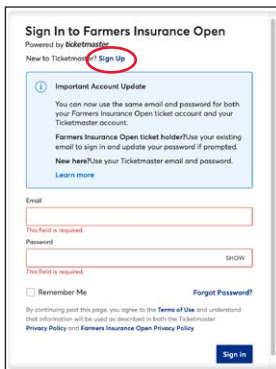 Sign In to Farmers Insurance Open
Powered by ticketmaster
New to Ticketmaster? Sign Up
Important Account Update
You can now use the same email and password for both
your Farmers Insurance Open ticket account and your
Ticketmaster account.
Farmers Insurance Open ticket holder?Use your existing
email to sign in and update your password if prompted.
New here?Use your Ticketmaster email and password.
Learn more
Email
This field is required.
Password
SHOW
This field is required.
Remember Me Forgot Password?
By continuing past this page, you agree to the Terms of Use and understand
that information will be used as described in both the Ticketmaster
Privacy Policy and Farmers Insurance Open Privacy Policy
Sign in